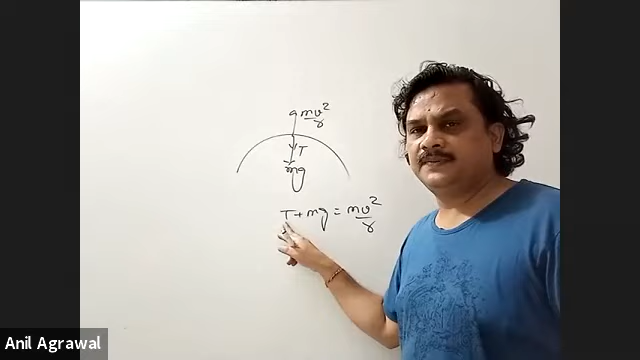 mv²/r
T
mg
T + mg = mv²/r
Anil Agrawal